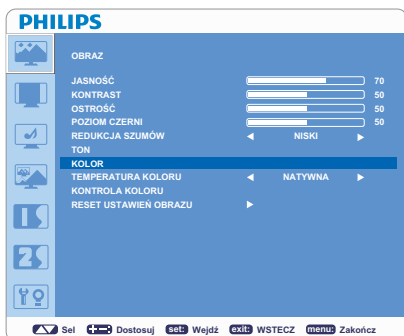 PHILIPS
OBRAZ
JASNOŚĆ 70
KONTRAST 50
OSTROŚĆ 50
POZIOM CZERNI 50
REDUKCJA SZUMÓW NISKI
TON
KOLOR
TEMPERATURA KOLORU NATYWNA
KONTROLA KOLORU
RESET USTAWIEŃ OBRAZU
Sel Dostosuj set: Wejdź exit: WSTECZ menu: Zakończ